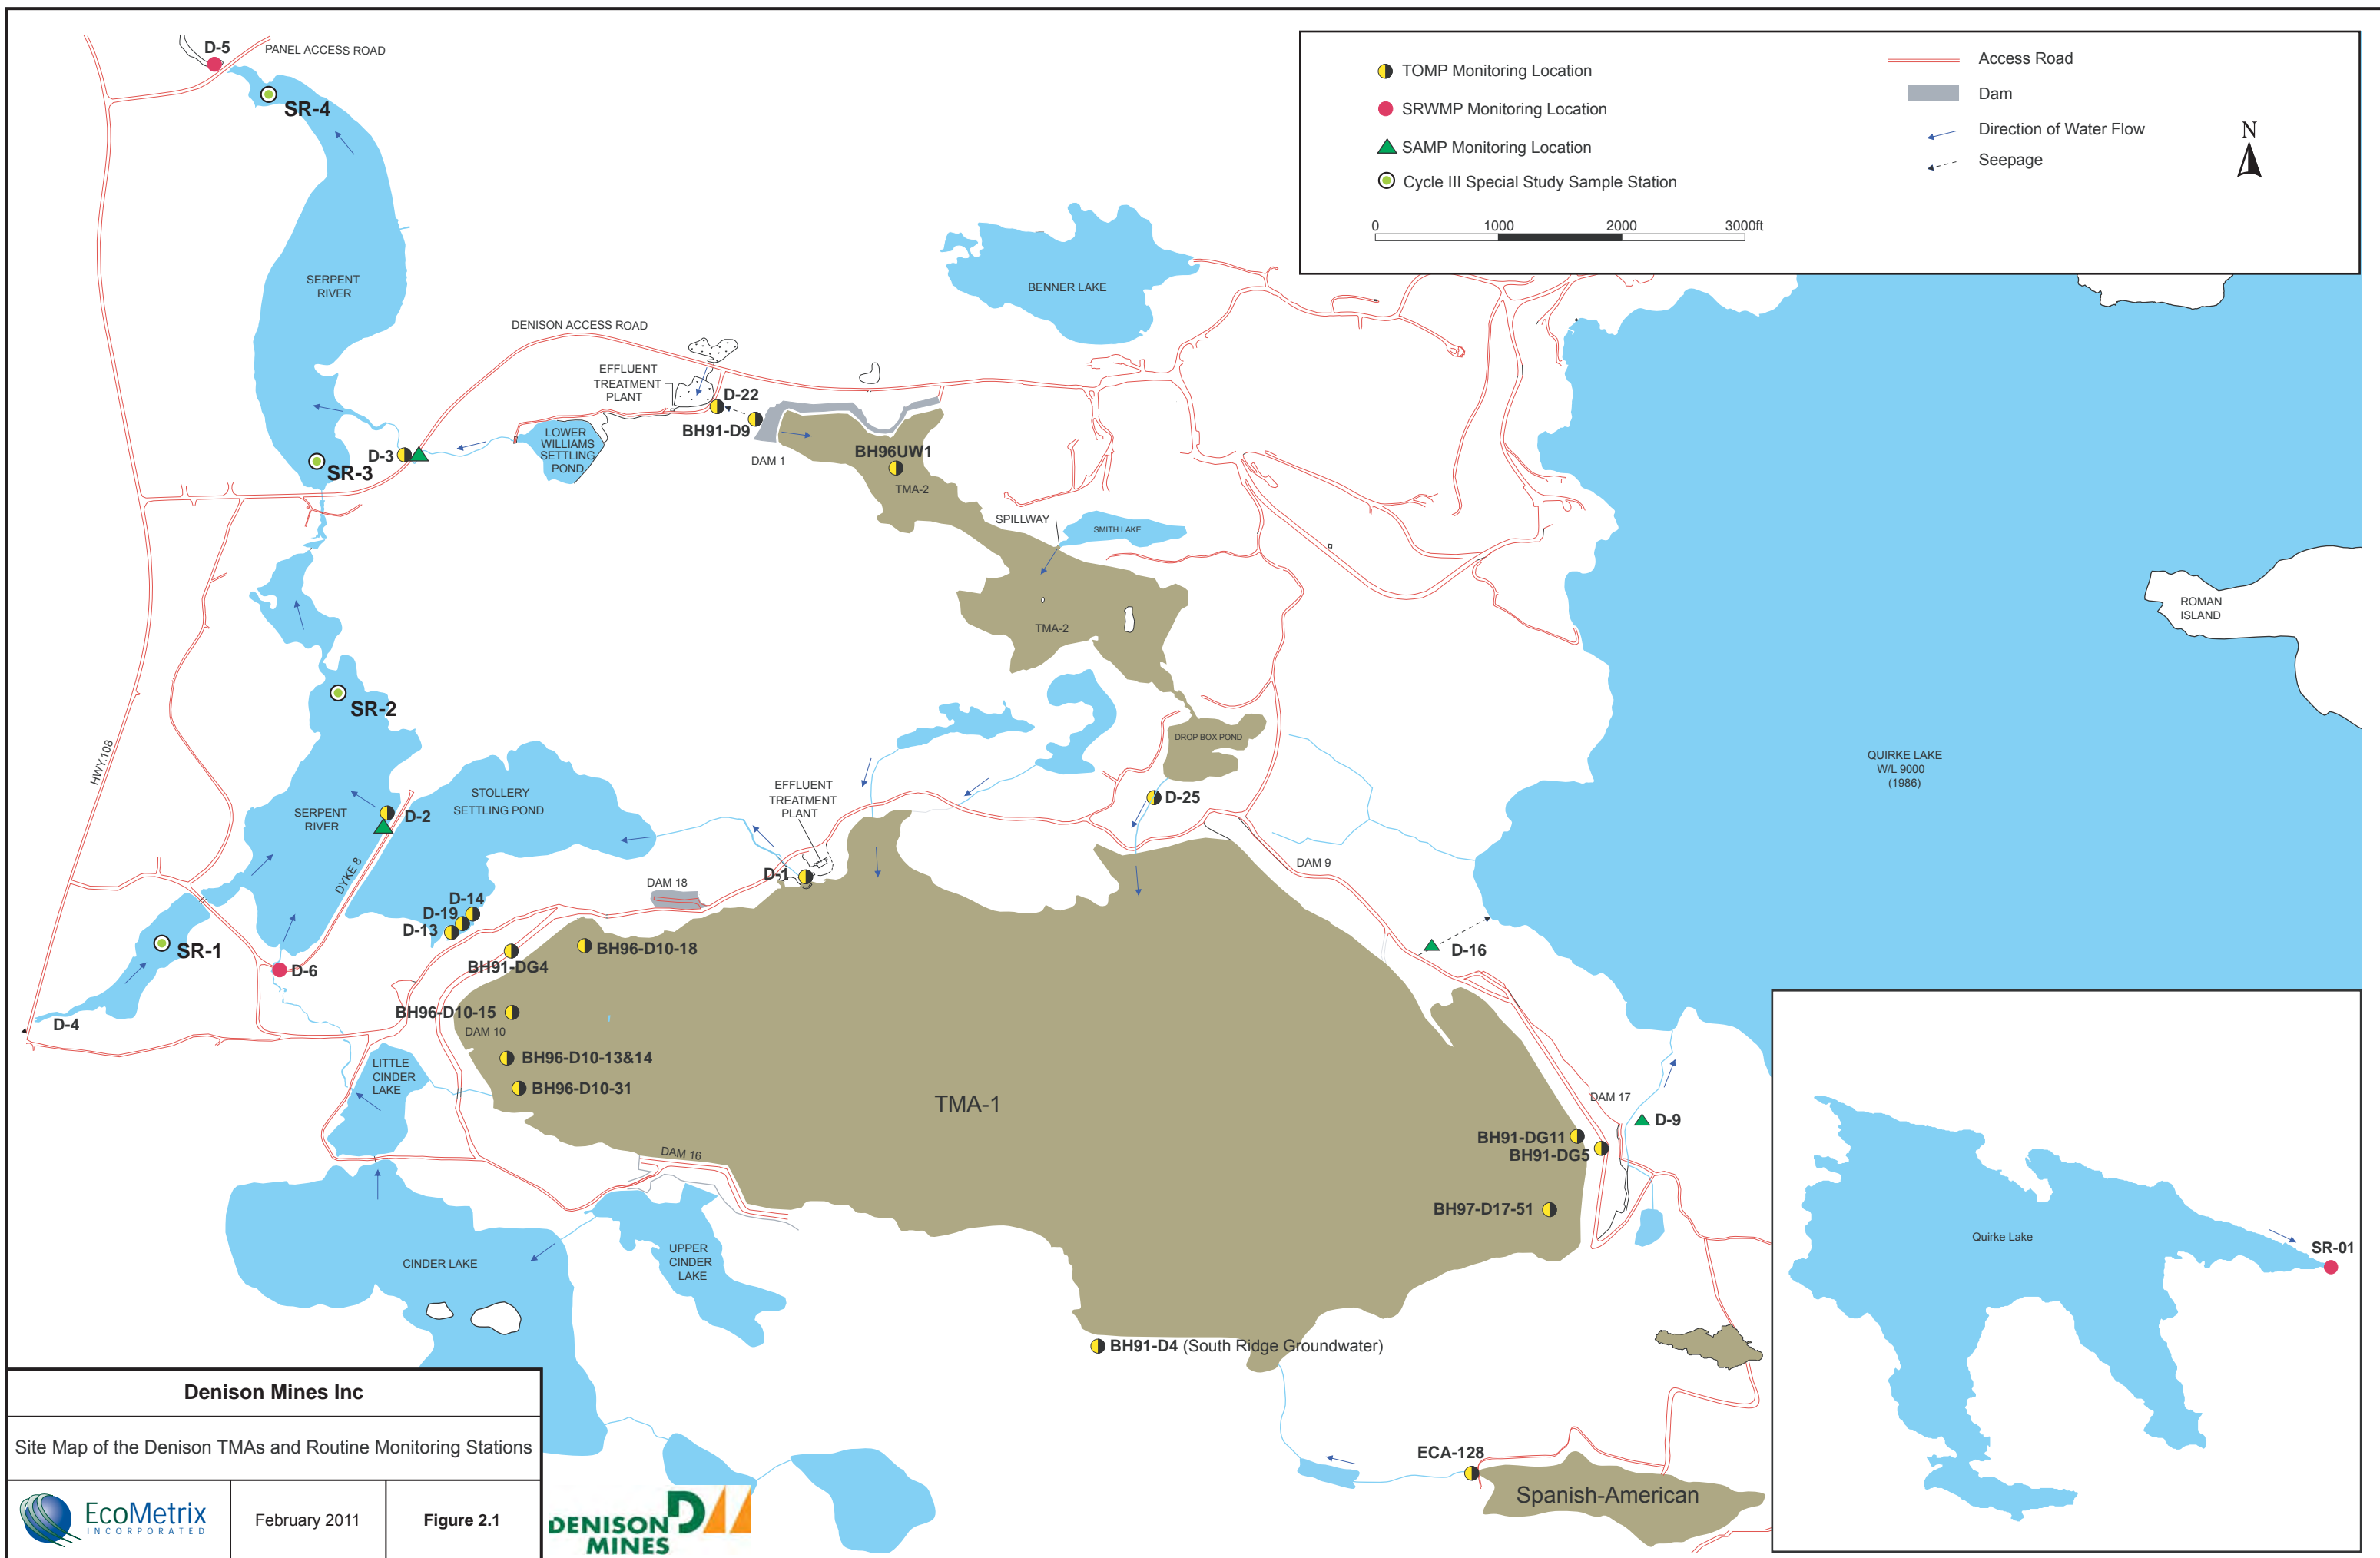 D-5
PANEL ACCESS ROAD
SR-4
TOMP Monitoring Location
SRWMP Monitoring Location
SAMP Monitoring Location
Cycle III Special Study Sample Station
0 1000 2000 3000ft
Access Road
Dam
Direction of Water Flow
Seepage
N
SERPENT
RIVER
BENNER LAKE
DENISON ACCESS ROAD
EFFLUENT
TREATMENT
PLANT
D-22
BH91-D9
LOWER
WILLIAMS
SETTLING
POND
D-3
SR-3
DAM 1
BH96UW1
TMA-2
SPILLWAY
SMITH LAKE
TMA-2
ROMAN
ISLAND
SR-2
HWY.108
DROP BOX POND
QUIRKE LAKE
W/L 9000
(1986)
STOLLERY
SETTLING POND
EFFLUENT
TREATMENT
PLANT
D-25
SERPENT
RIVER
D-2
DYKE 8
DAM 9
D-1
DAM 18
D-14
D-19
D-13
SR-1
D-6
BH91-DG4
BH96-D10-18
D-16
D-4
BH96-D10-15
DAM 10
BH96-D10-13&14
LITTLE
CINDER
LAKE
BH96-D10-31
TMA-1
DAM 17
D-9
BH91-DG11
BH91-DG5
DAM 16
BH97-D17-51
CINDER LAKE
UPPER
CINDER
LAKE
Quirke Lake
SR-01
BH91-D4 (South Ridge Groundwater)
ECA-128
Spanish-American
Denison Mines Inc
Site Map of the Denison TMAs and Routine Monitoring Stations
EcoMetrix
INCORPORATED
February 2011
Figure 2.1
DENISON
MINES